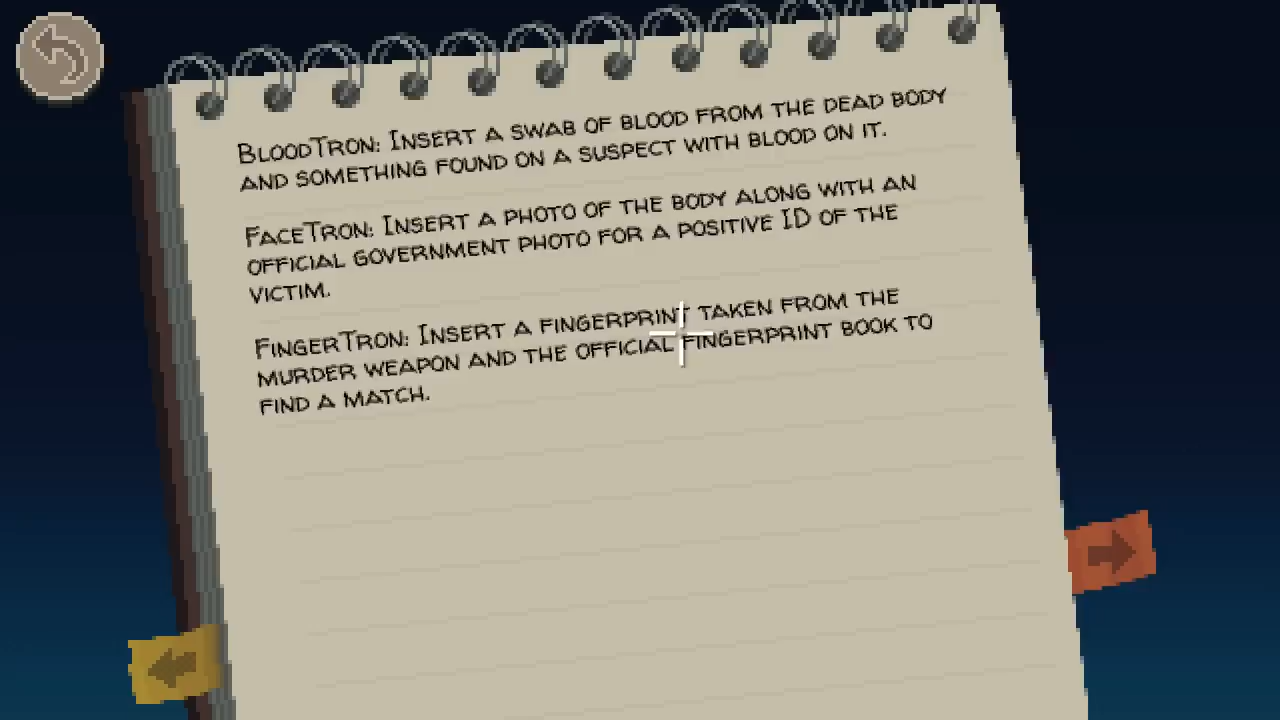 BloodTron: Insert a swab of blood from the dead body
and something found on a suspect with blood on it.
FaceTron: Insert a photo of the body along with an
official government photo for a positive ID of the
victim.
FingerTron: Insert a fingerprint taken from the
murder weapon and the official fingerprint book to
find a match.